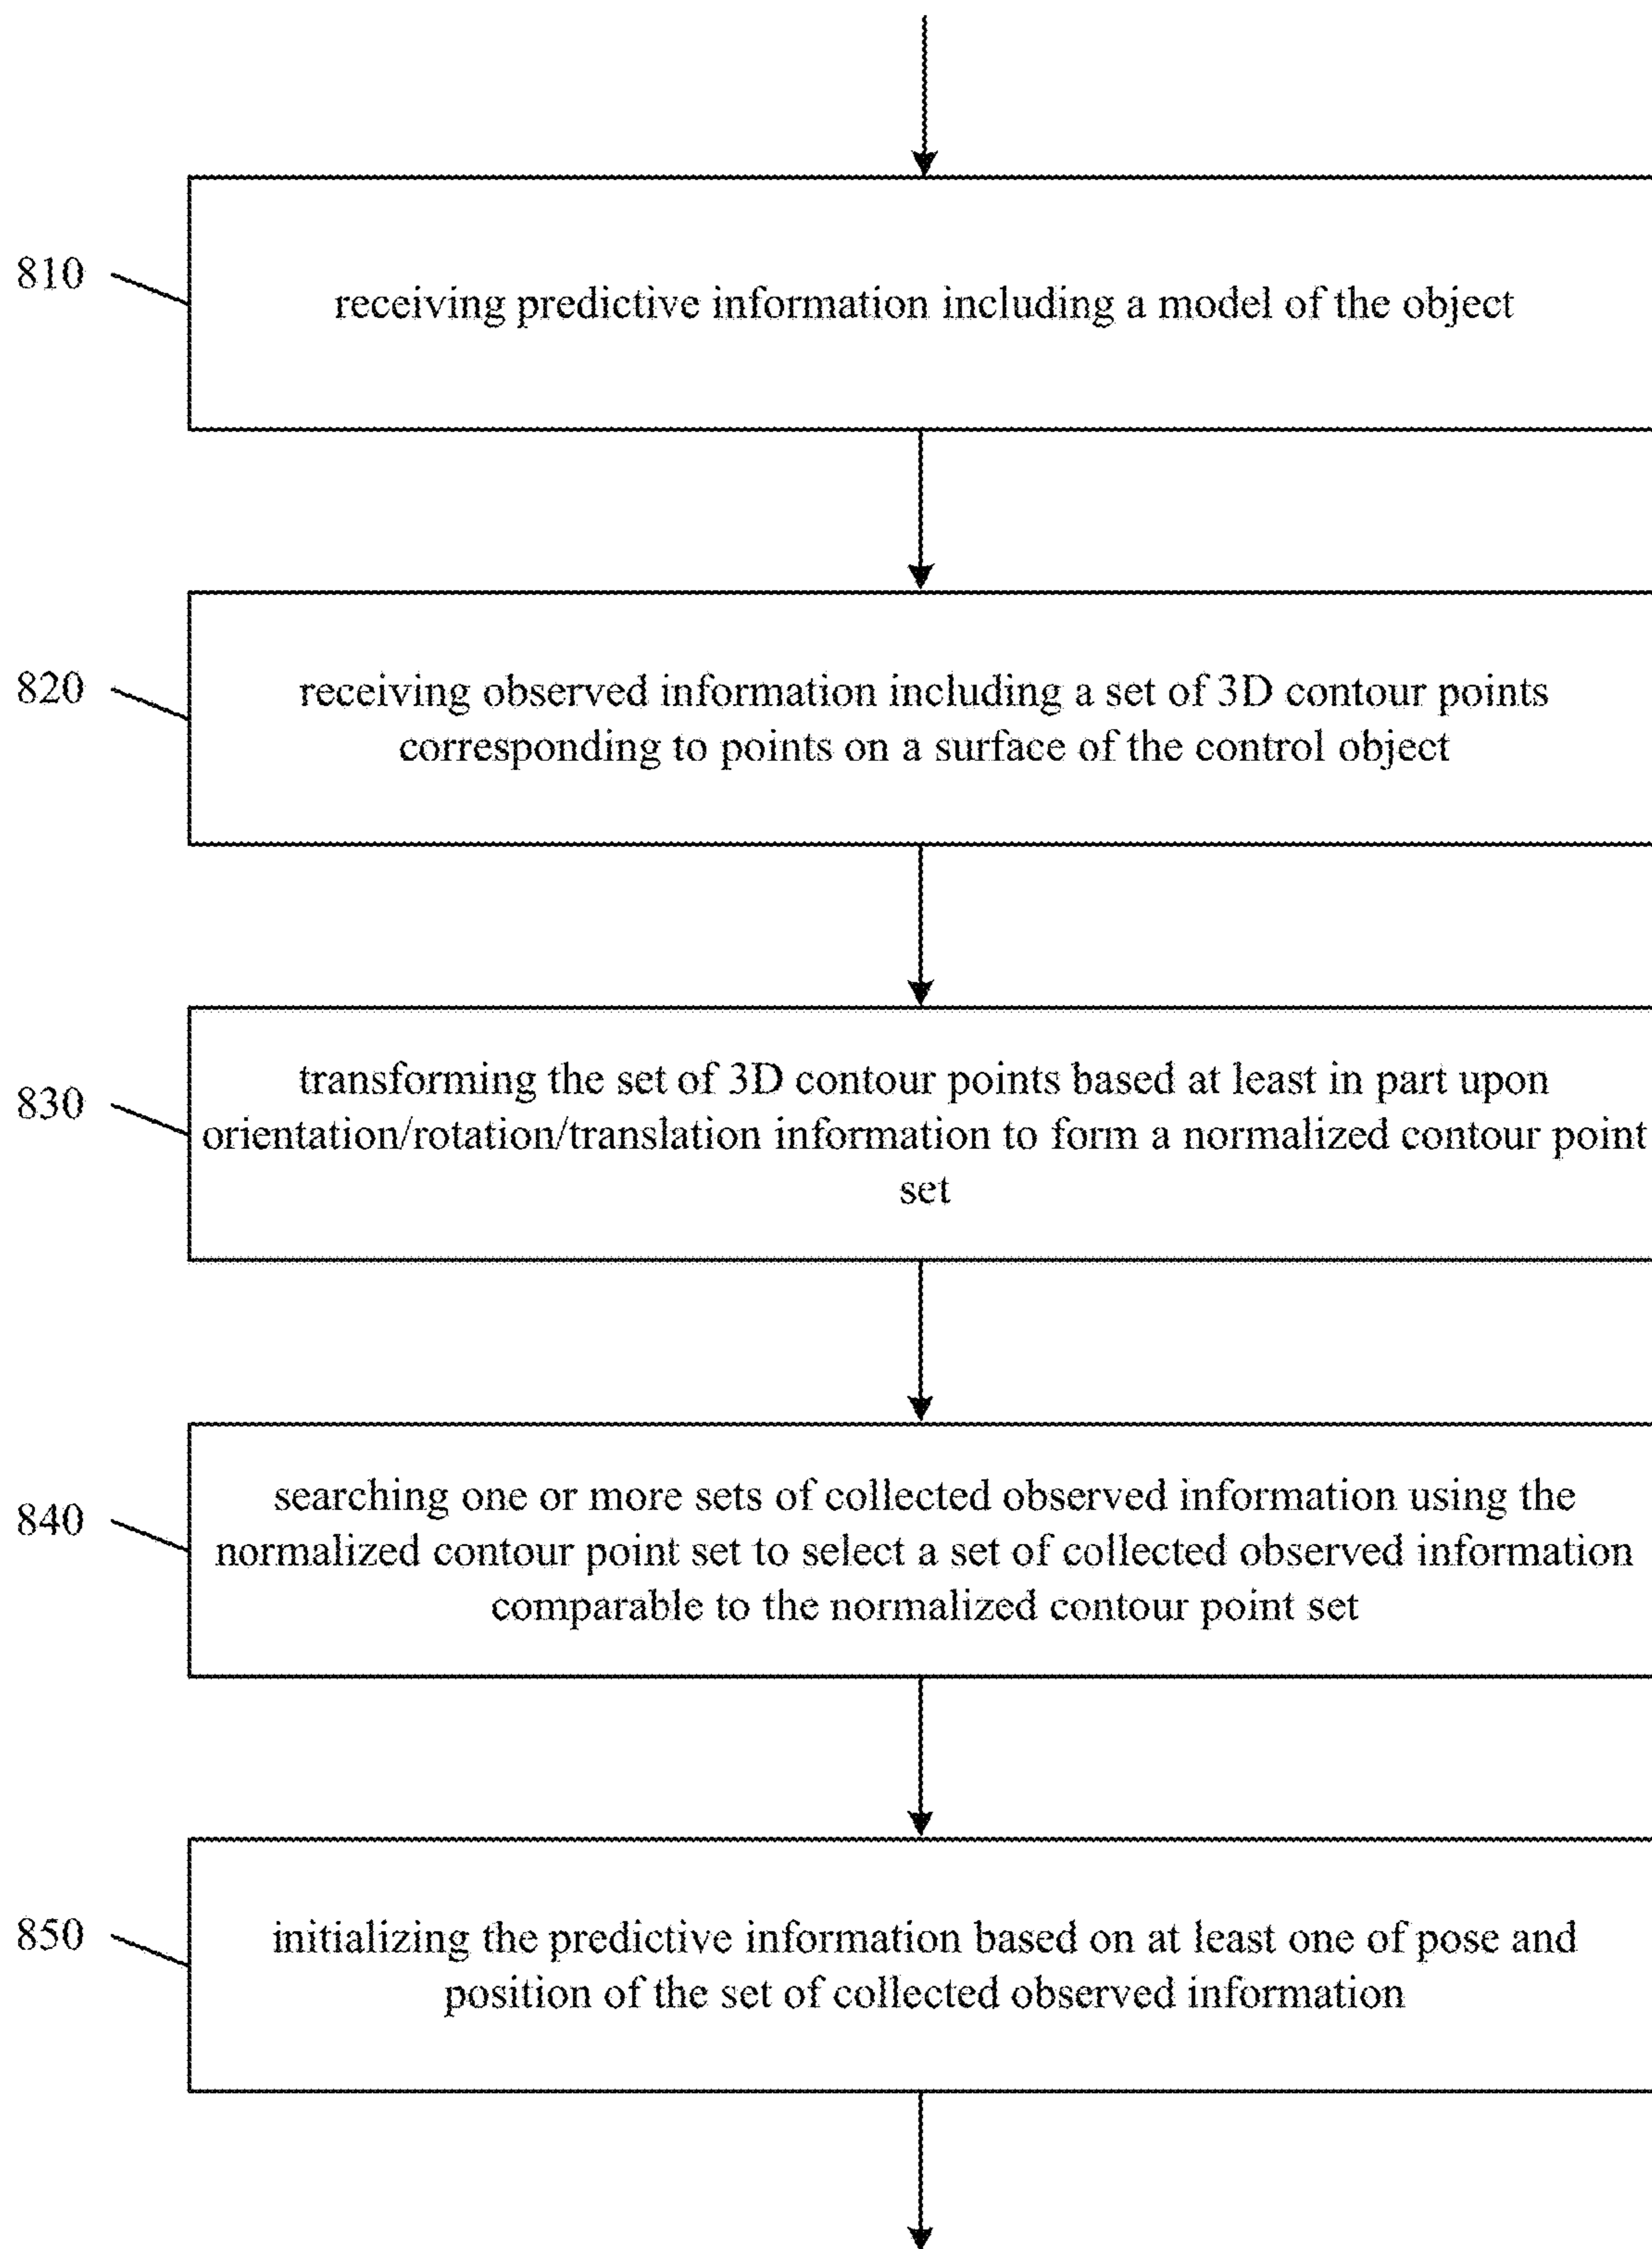 810
receiving predictive information including a model of the object
820
receiving observed information including a set of 3D contour points
corresponding to points on a surface of the control object
830
transforming the set of 3D contour points based at least in part upon
orientation/rotation/translation information to form a normalized contour point
set
840
searching one or more sets of collected observed information using the
normalized contour point set to select a set of collected observed information
comparable to the normalized contour point set
850
initializing the predictive information based on at least one of pose and
position of the set of collected observed information